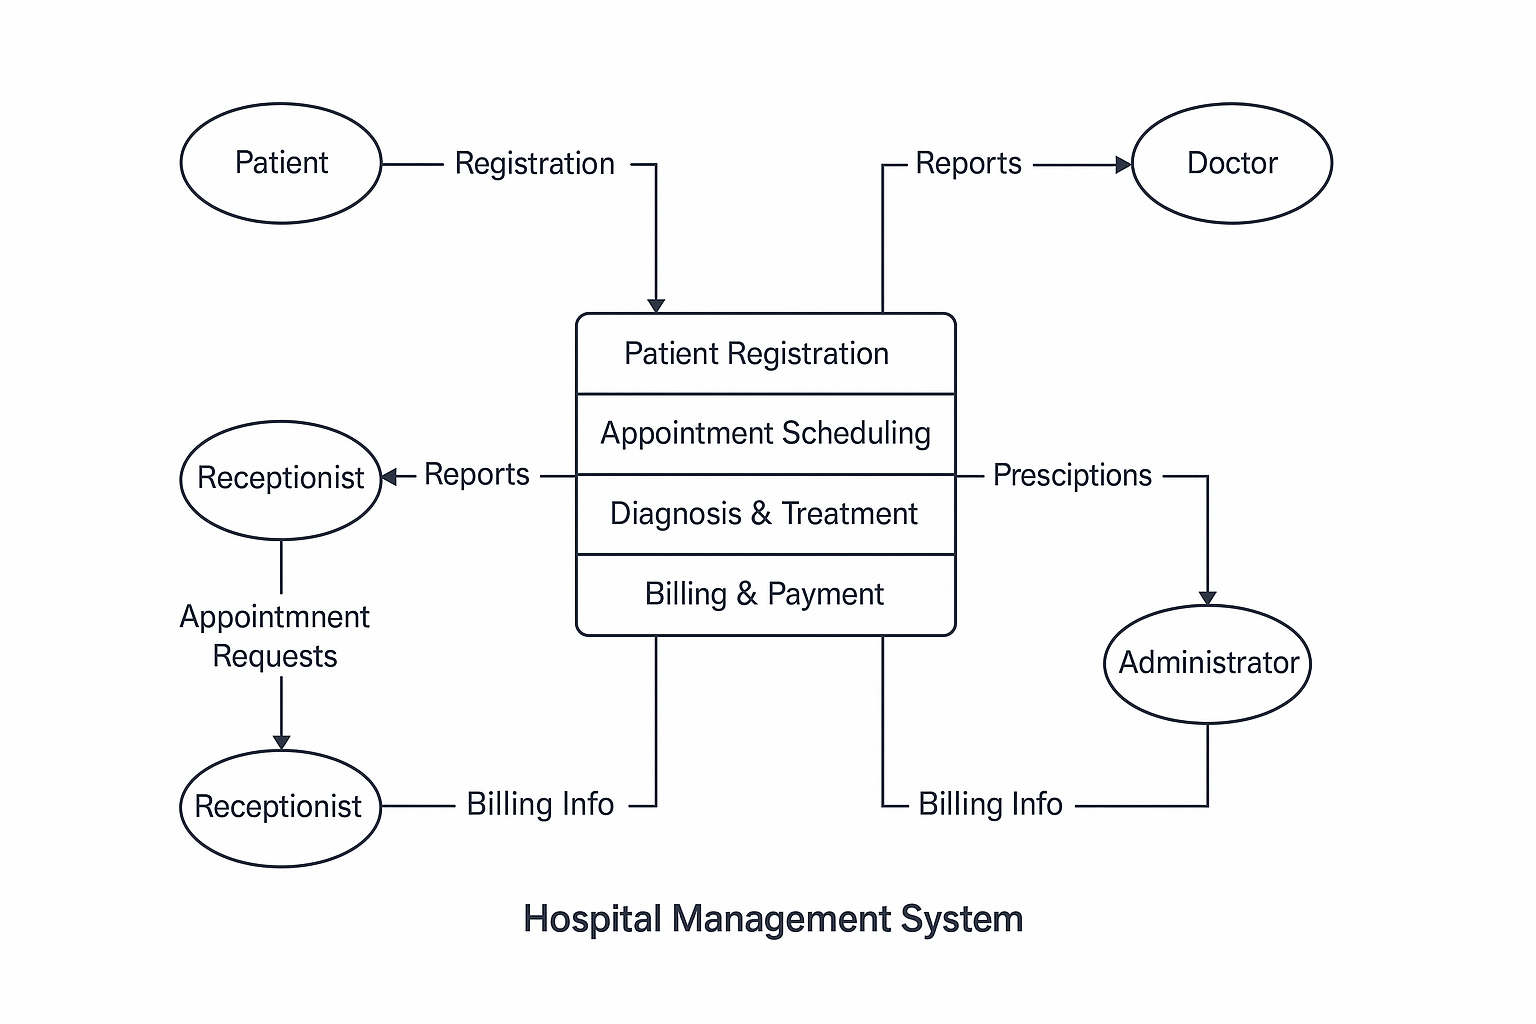 Patient
Registration
Reports
Doctor
Patient Registration
Appointment Scheduling
Receptionist
Reports
Presciptions
Diagnosis & Treatment
Billing & Payment
Appointmnent
Requests
Administrator
Receptionist
Billing Info
Billing Info
Hospital Management System